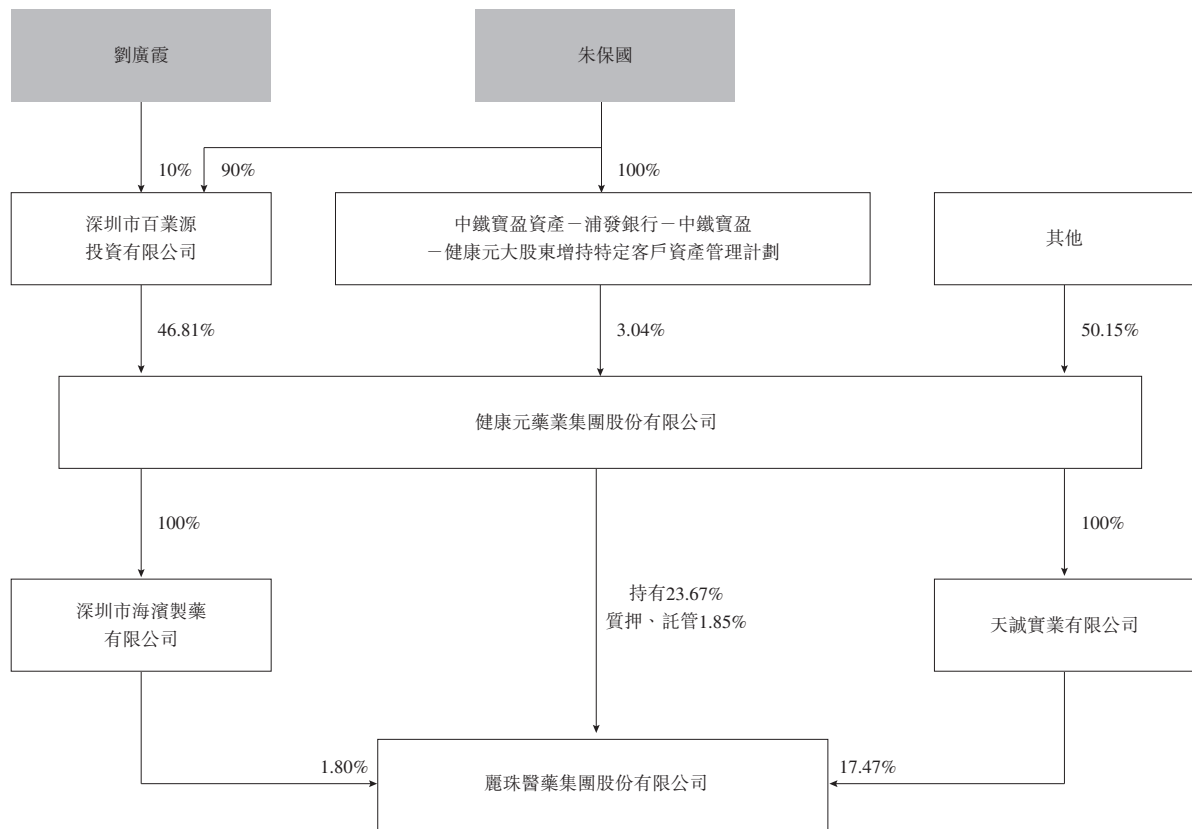 劉廣霞
朱保國
10%
90%
100%
深圳市百業源
投資有限公司
中鐵寶盈資產－浦發銀行－中鐵寶盈
－健康元大股東增持特定客戶資產管理計劃
其他
46.81%
3.04%
50.15%
健康元藥業集團股份有限公司
100%
100%
深圳市海濱製藥
有限公司
持有23.67%
質押、託管1.85%
天誠實業有限公司
1.80%
麗珠醫藥集團股份有限公司
17.47%